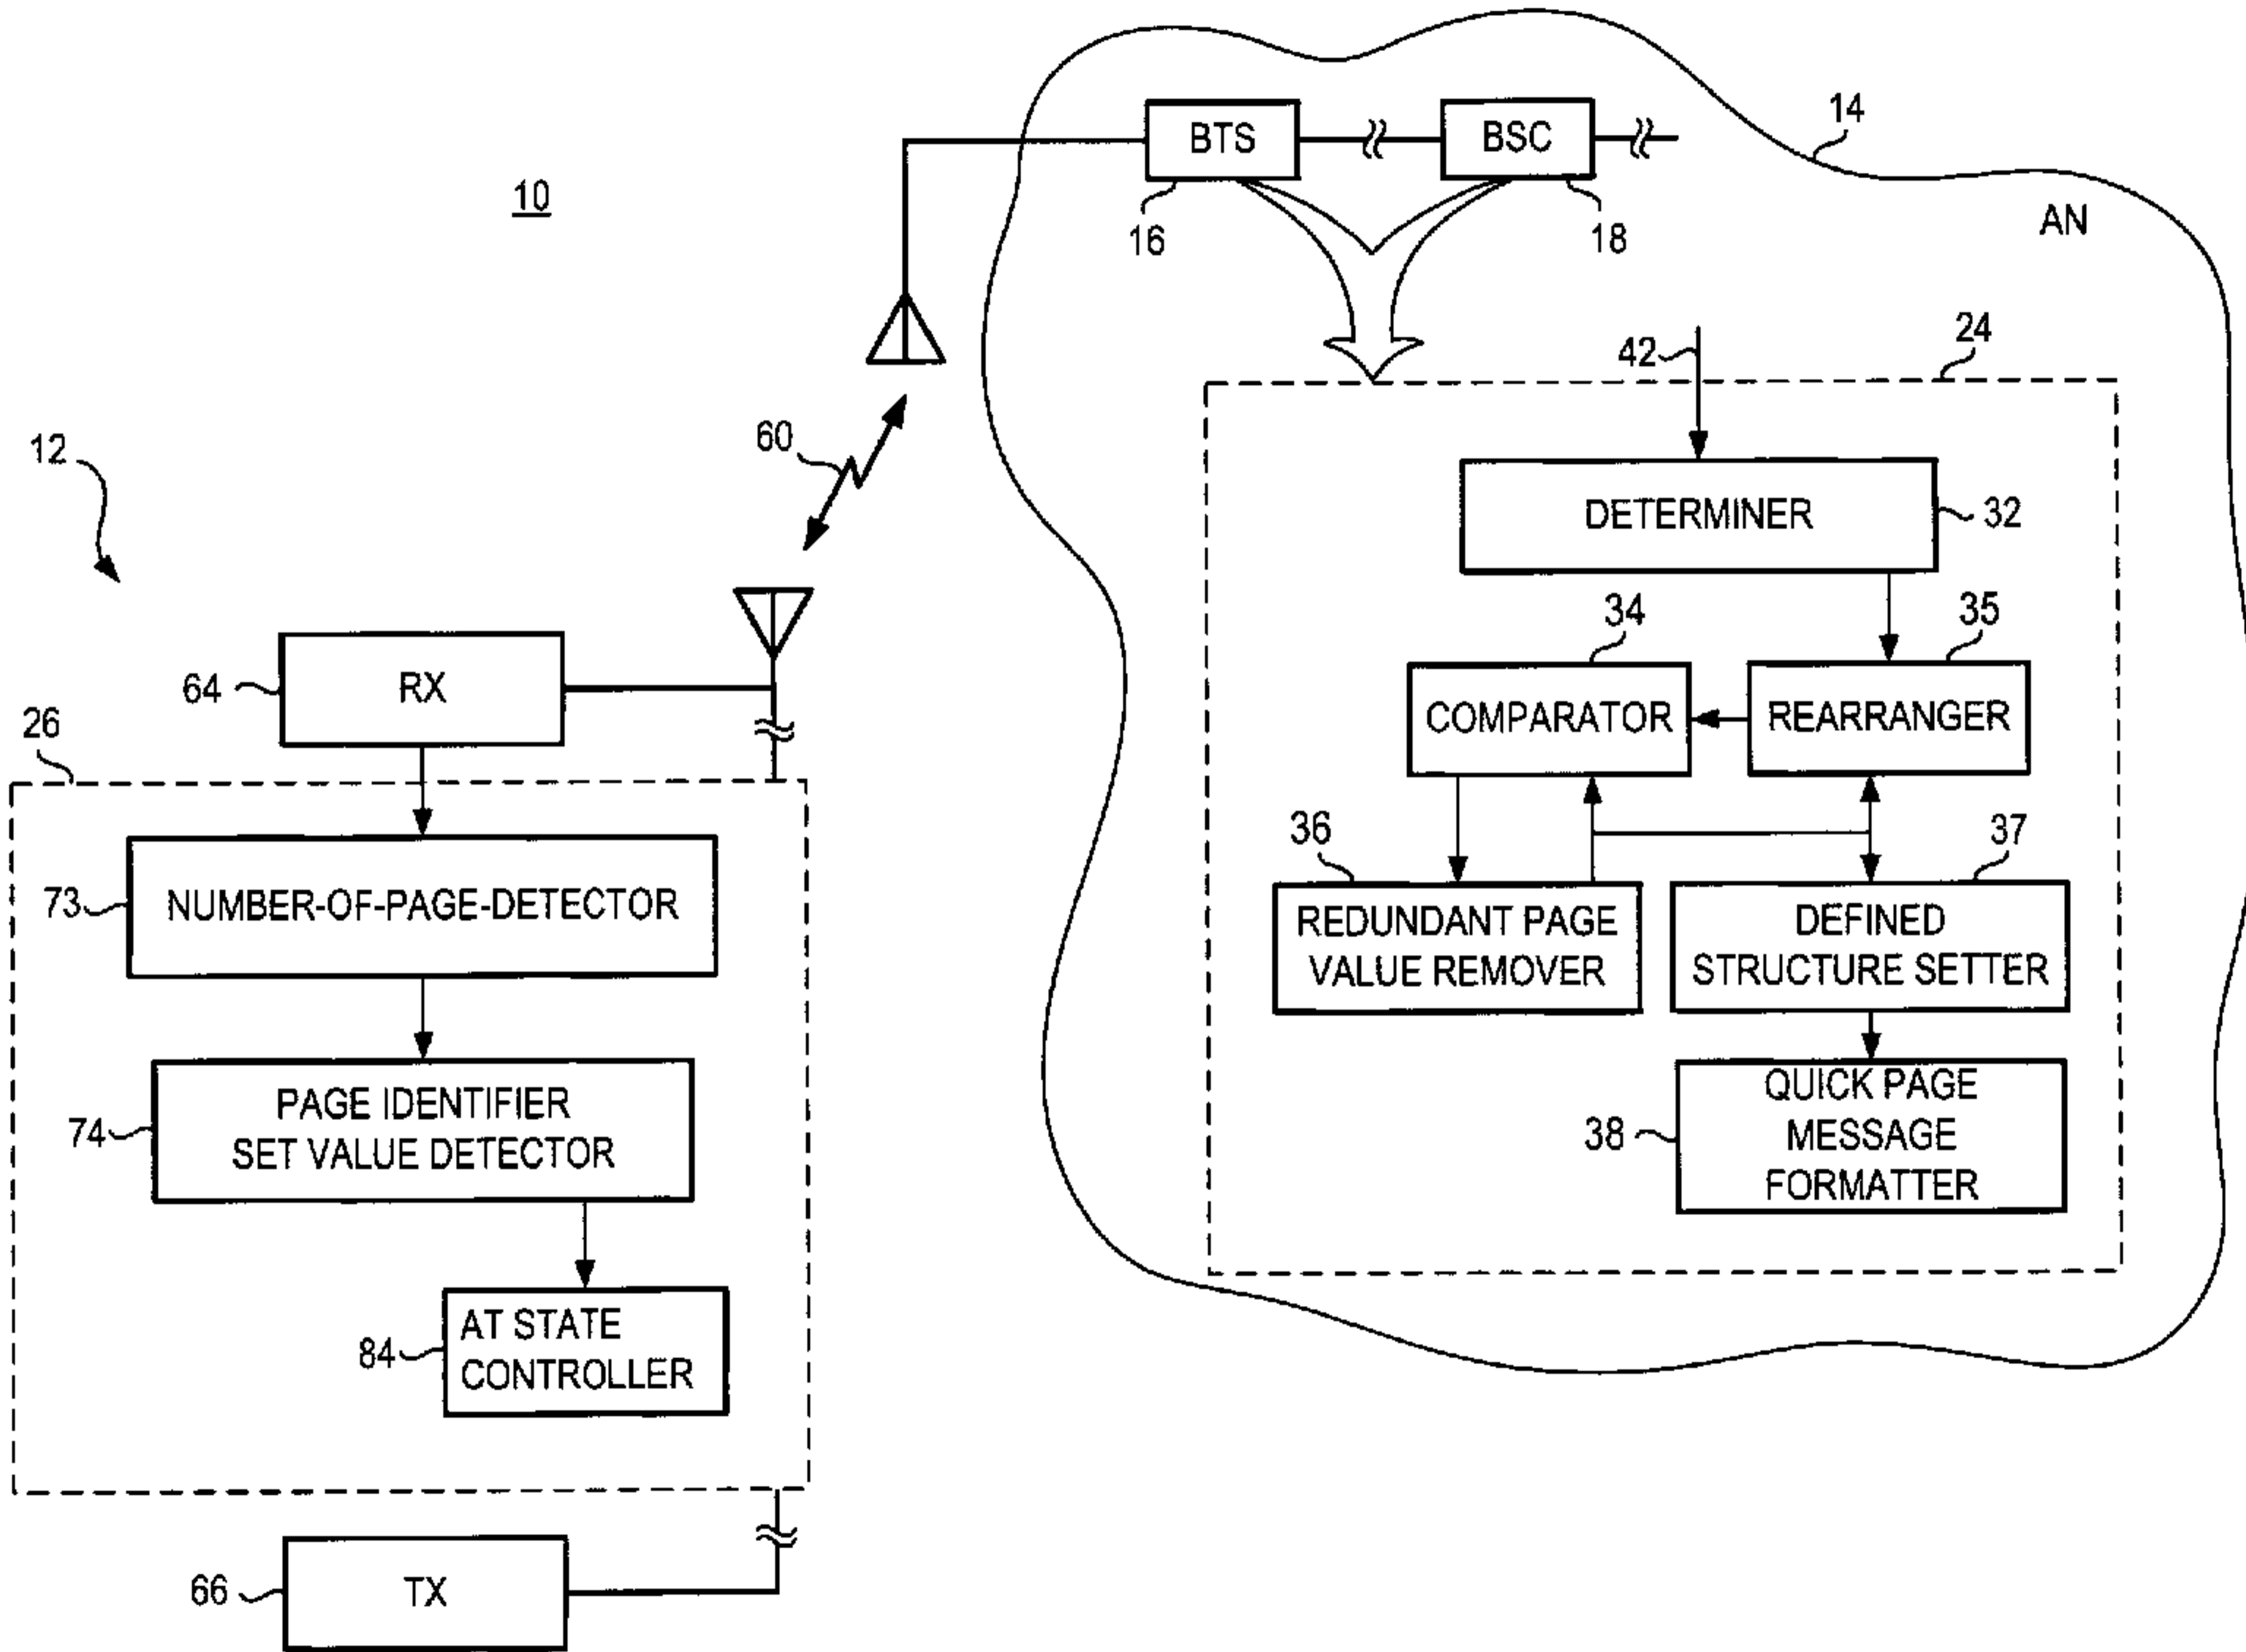 10
12
14
AN
BTS
16
BSC
18
24
42
DETERMINER
32
34
35
COMPARATOR
REARRANGER
36
37
REDUNDANT PAGE
VALUE REMOVER
DEFINED
STRUCTURE SETTER
38
QUICK PAGE
MESSAGE
FORMATTER
60
64
RX
26
73
NUMBER-OF-PAGE-DETECTOR
74
PAGE IDENTIFIER
SET VALUE DETECTOR
84
AT STATE
CONTROLLER
66
TX